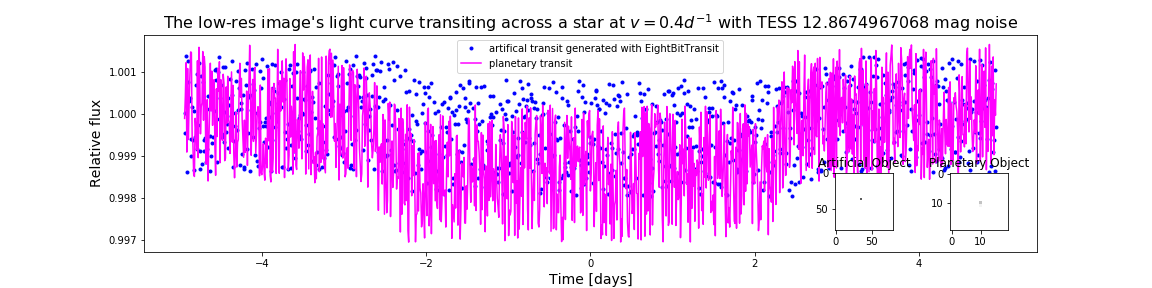 The low-res image's light curve transiting across a star at v = 0.4d⁻¹ with TESS 12.8674967068 mag noise
artifical transit generated with EightBitTransit
planetary transit
Relative flux
1.001
1.000
0.999
0.998
0.997
Artificial Object
0
50
0 50
Planetary Object
0
10
0 10
−4 −2 0 2 4
Time [days]